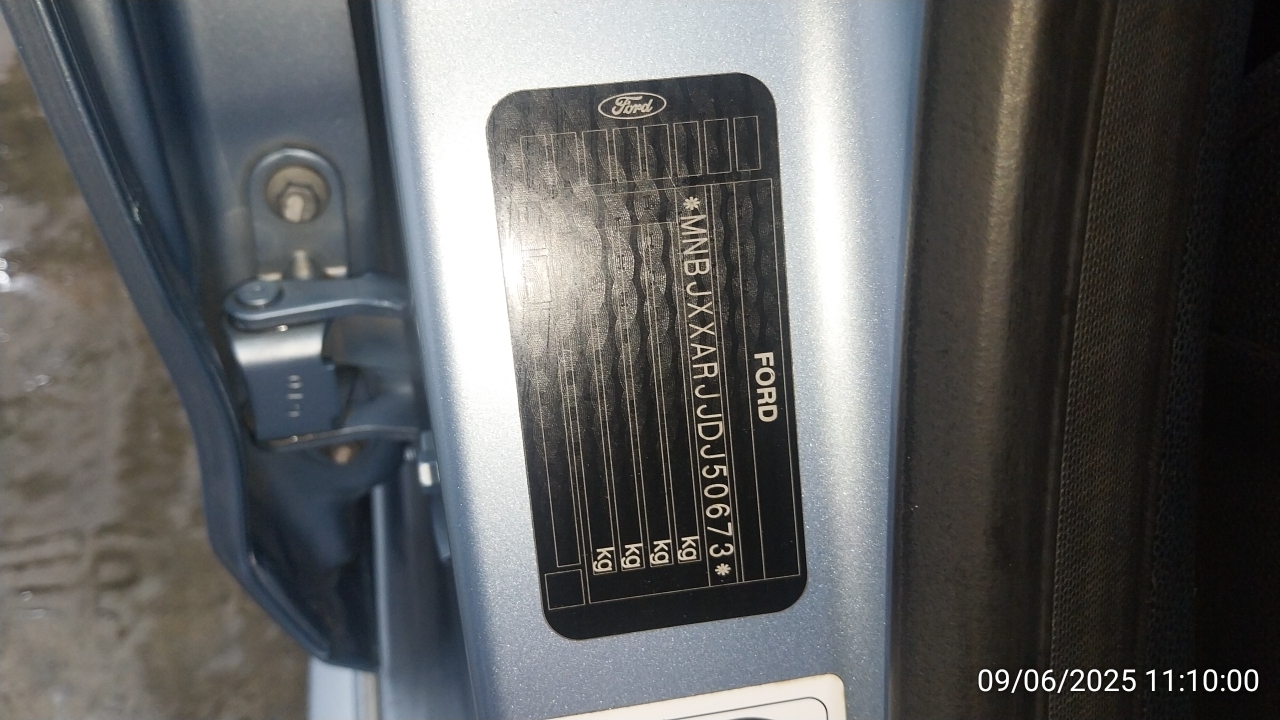 Ford
FORD
*MNBJXXARJJDJ50673*
kg
kg
kg
kg
09/06/2025 11:10:00